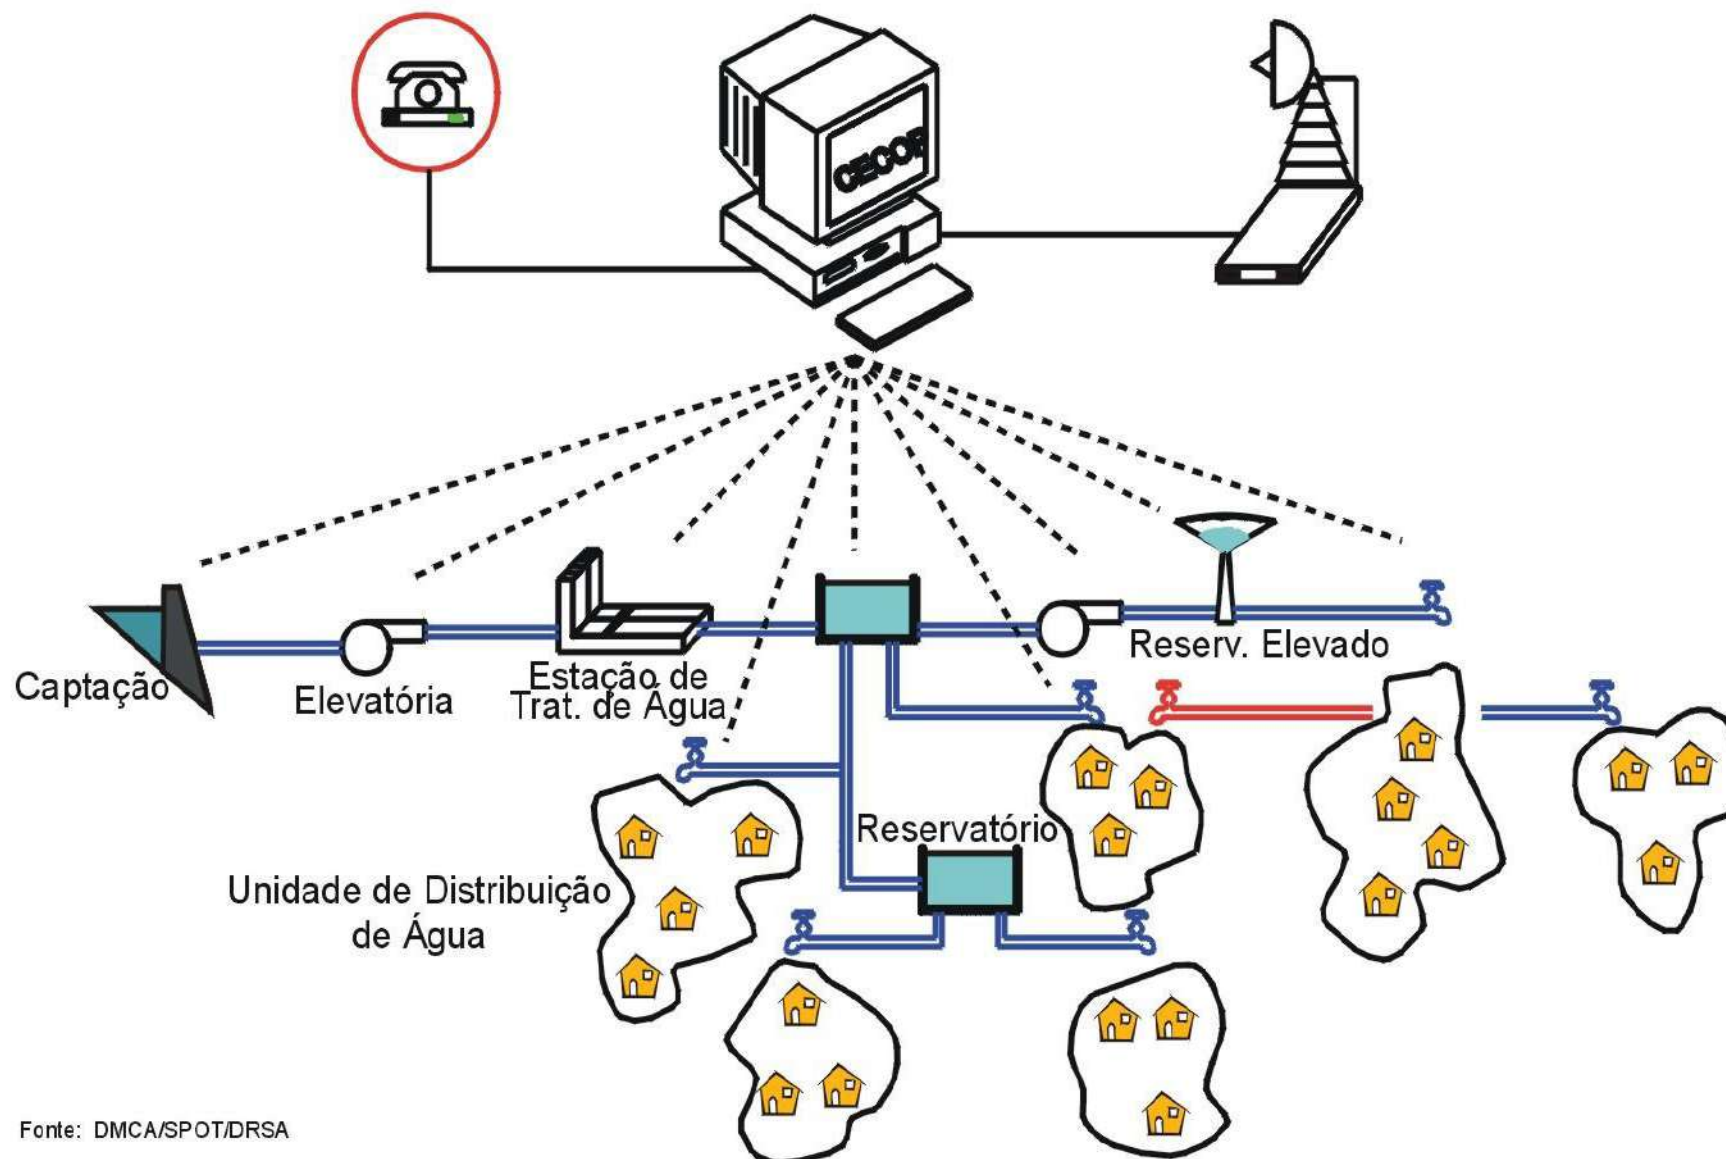 CECOP
Captação
Elevatória
Estação de
Trat. de Água
Reserv. Elevado
Reservatório
Unidade de Distribuição
de Água
Fonte: DMCA/SPOT/DRSA